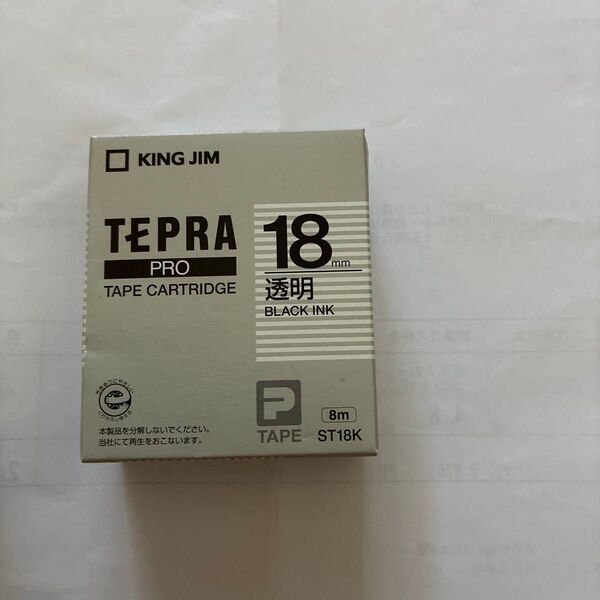 KING JIM
TEPRA
PRO
TAPE CARTRIDGE
18mm
透明
BLACK INK
P
TAPE
8m
ST18K
本製品を分解しないでください。
当社にて再生をおこないます。